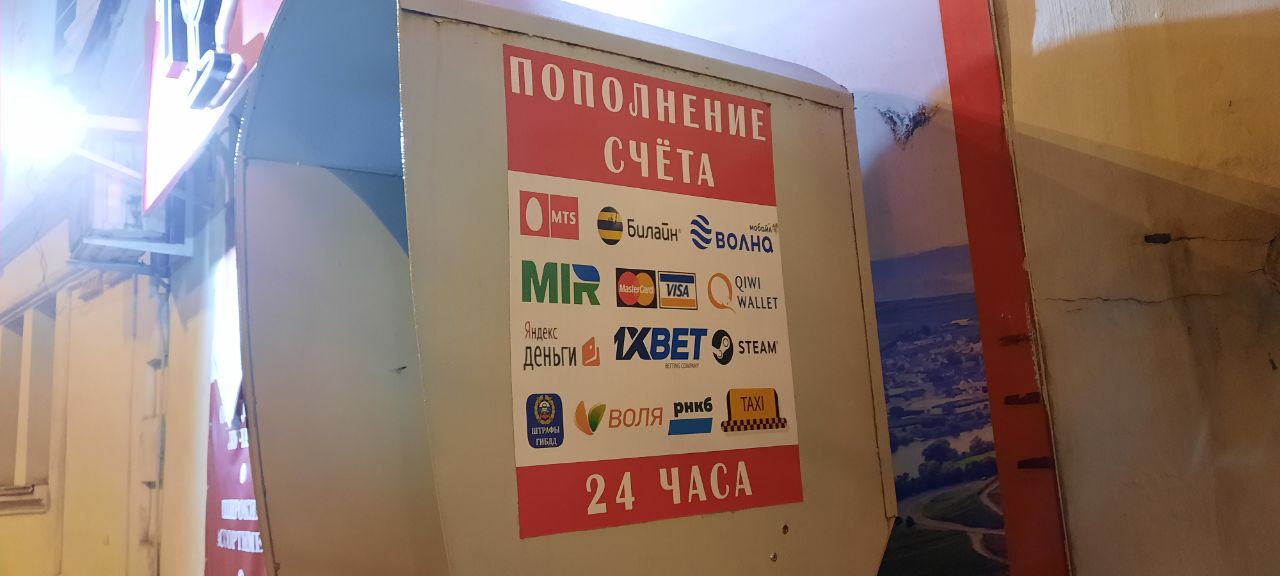 ПОПОЛНЕНИЕ
СЧЁТА
MTS
Билайн®
мобайл
ВОЛНА
MIR
MasterCard
VISA
QIWI
WALLET
Яндекс
деньги
1XBET
BETTING COMPANY
STEAM®
ШТРАФЫ
ГИБДД
ВОЛЯ
рнкб
TAXI
24 ЧАСА